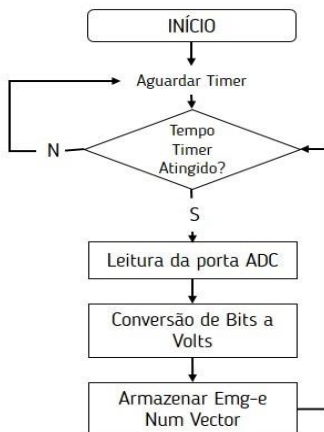 INÍCIO
Aguardar Timer
Tempo
Timer
Atingido?
N
S
Leitura da porta ADC
Conversão de Bits a
Volts
Armazenar Emg-e
Num Vector